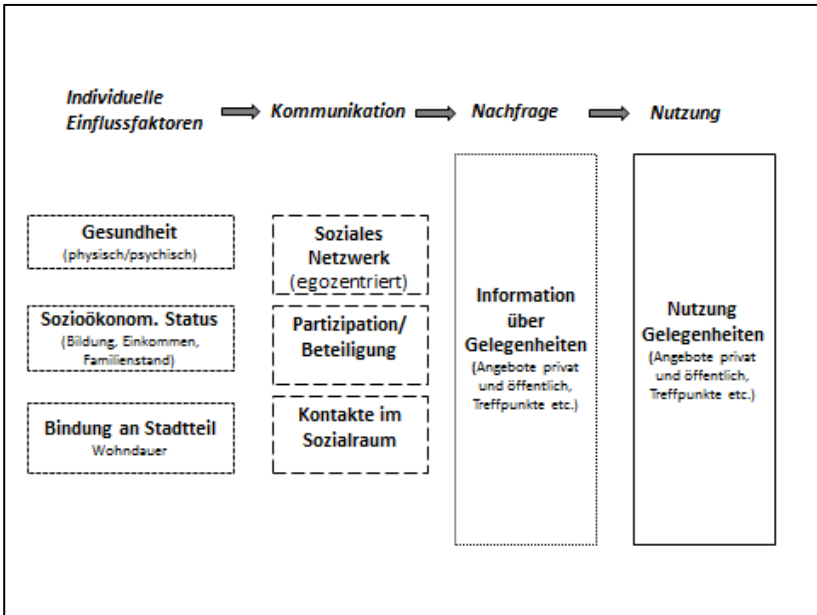 Individuelle
Einflussfaktoren
Kommunikation
Nachfrage
Nutzung
Gesundheit
(physisch/psychisch)
Sozioökonom. Status
(Bildung, Einkommen,
Familienstand)
Bindung an Stadtteil
Wohndauer
Soziales
Netzwerk
(egozentriert)
Partizipation/
Beteiligung
Kontakte im
Sozialraum
Information
über
Gelegenheiten
(Angebote privat
und öffentlich,
Treffpunkte etc.)
Nutzung
Gelegenheiten
(Angebote privat
und öffentlich,
Treffpunkte etc.)